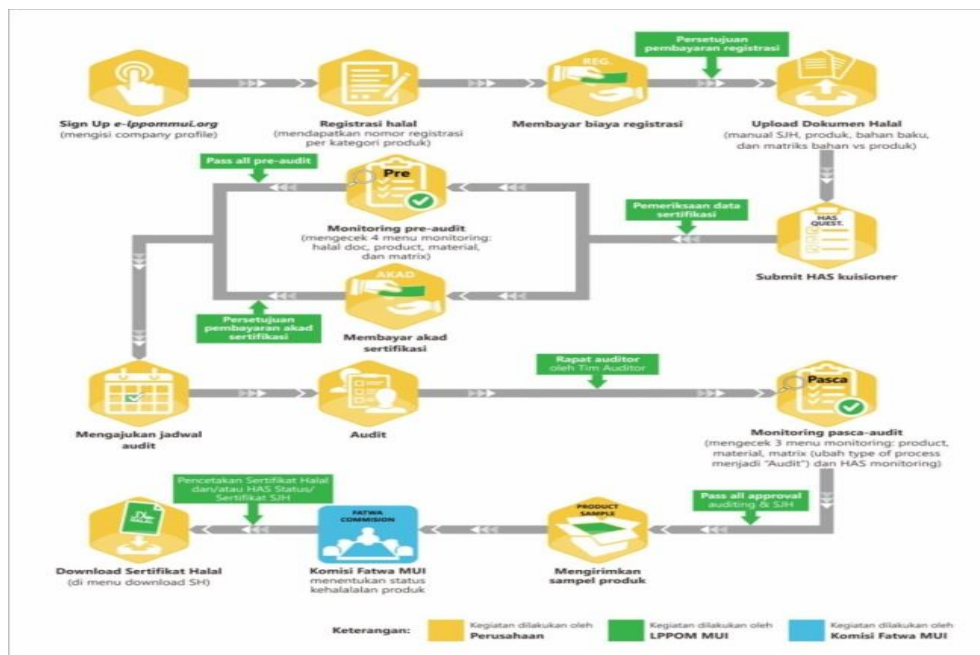 Persetujuan
pembayaran registrasi
REG.
Sign Up e-lppommui.org
(mengisi company profile)
Registrasi halal
(mendapatkan nomor registrasi
per kategori produk)
Membayar biaya registrasi
Upload Dokumen Halal
(manual SJH, produk, bahan baku,
dan matriks bahan vs produk)
Pass all pre-audit
Pre
Monitoring pre-audit
(mengecek 4 menu monitoring:
halal doc, product, material,
dan matrix)
Pemeriksaan data
sertifikasi
HAS
QUEST.
Submit HAS kuisioner
Persetujuan
pembayaran akad
sertifikasi
AKAD
Membayar akad
sertifikasi
Mengajukan jadwal
audit
Audit
Rapat auditor
oleh Tim Auditor
Pasca
Monitoring pasca-audit
(mengecek 3 menu monitoring: product,
material, matrix (ubah type of process
menjadi "Audit") dan HAS monitoring)
Pencetakan Sertifikat Halal
dan/atau HAS Status/
Sertifikat SJH
HALAL
Download Sertifikat Halal
(di menu download SH)
FATWA
COMMISION
Komisi Fatwa MUI
menentukan status
kehalalalan produk
PRODUCT
SAMPLE
Mengirimkan
sampel produk
Pass all approval
auditing & SJH
Keterangan:
Kegiatan dilakukan oleh
Perusahaan
Kegiatan dilakukan oleh
LPPOM MUI
Kegiatan dilakukan oleh
Komisi Fatwa MUI